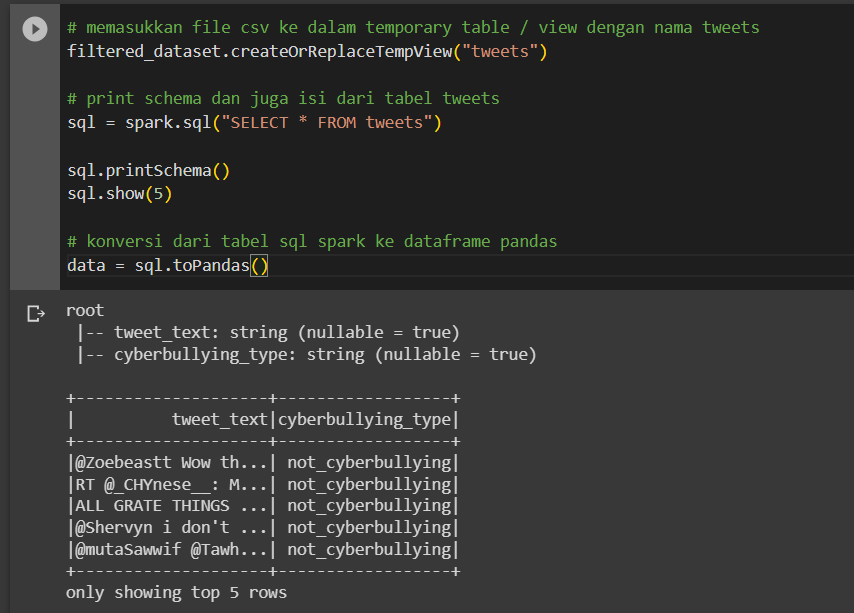 # memasukkan file csv ke dalam temporary table / view dengan nama tweets
filtered_dataset.createOrReplaceTempView("tweets")
# print schema dan juga isi dari tabel tweets
sql = spark.sql("SELECT * FROM tweets")
sql.printSchema()
sql.show(5)
# konversi dari tabel sql spark ke dataframe pandas
data = sql.toPandas()
root
 |-- tweet_text: string (nullable = true)
 |-- cyberbullying_type: string (nullable = true)
+--------------------+------------------+
|          tweet_text|cyberbullying_type|
+--------------------+------------------+
|@Zoebeastt Wow th...| not_cyberbullying|
|RT @_CHYnese__: M...| not_cyberbullying|
|ALL GRATE THINGS ...| not_cyberbullying|
|@Shervyn i don't ...| not_cyberbullying|
|@mutaSawwif @Tawh...| not_cyberbullying|
+--------------------+------------------+
only showing top 5 rows